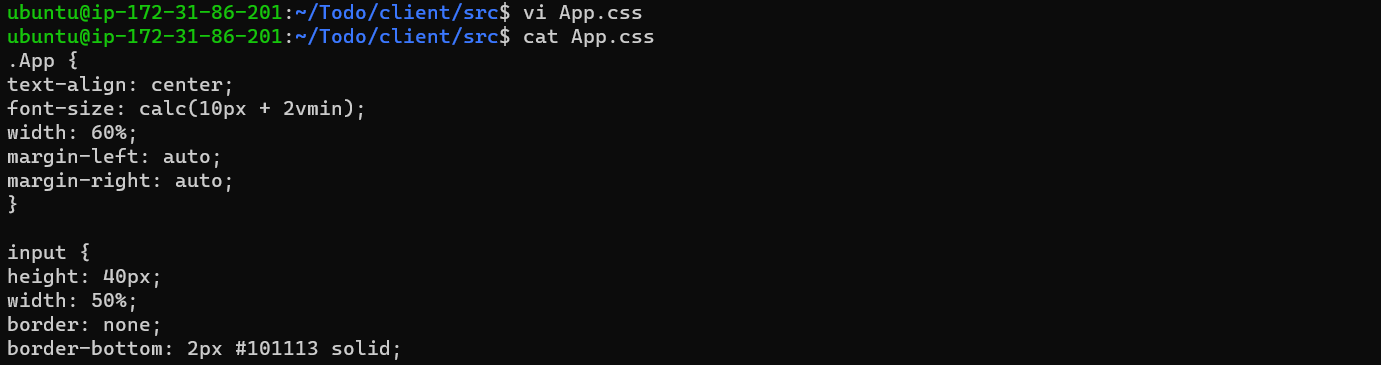 ubuntu@ip-172-31-86-201:~/Todo/client/src$ vi App.css
ubuntu@ip-172-31-86-201:~/Todo/client/src$ cat App.css
.App {
text-align: center;
font-size: calc(10px + 2vmin);
width: 60%;
margin-left: auto;
margin-right: auto;
}

input {
height: 40px;
width: 50%;
border: none;
border-bottom: 2px #101113 solid;